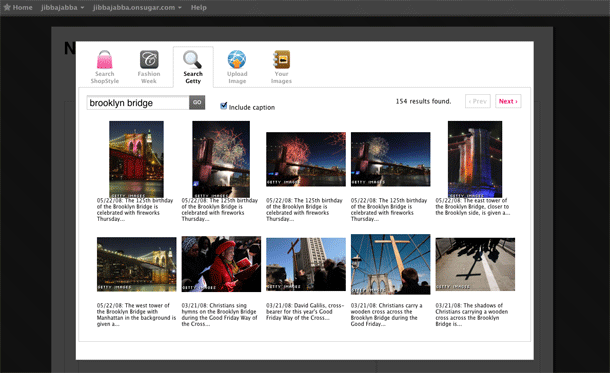 Home jibbajabba jibbajabba.onsugar.com Help
N
Search ShopStyle
Fashion Week
Search Getty
Upload Image
Your Images
brooklyn bridge GO Include caption 154 results found. ‹ Prev Next ›
GETTY IMAGES
GETTY IMAGES
GETTY IMAGES
GETTY IMAGES
GETTY IMAGES
05/22/08: The 125th birthday
of the Brooklyn Bridge is
celebrated with fireworks
Thursday...
05/22/08: The 125th birthday
of the Brooklyn Bridge is
celebrated with fireworks
Thursday...
05/22/08: The 125th birthday
of the Brooklyn Bridge is
celebrated with fireworks
Thursday...
05/22/08: The 125th birthday
of the Brooklyn Bridge is
celebrated with fireworks
Thursday...
05/22/08: The east tower of
the Brooklyn Bridge, closer to
the Brooklyn side, is given a...
GETTY IMAGES
GETTY IMAGES
GETTY IMAGES
GETTY IMAGES
GETTY IMAGES
05/22/08: The west tower of
the Brooklyn Bridge with
Manhattan in the background is
given a...
03/21/08: Christians sing
hymns on the Brooklyn Bridge
during the Good Friday Way of
the Cross...
03/21/08: David Galilis, cross-
bearer for this year's Good
Friday Way of the Cross...
03/21/08: Christians carry a
wooden cross across the
Brooklyn Bridge during the
Good Friday...
03/21/08: The shadows of
Christians carrying a wooden
cross across the Brooklyn
Bridge is...